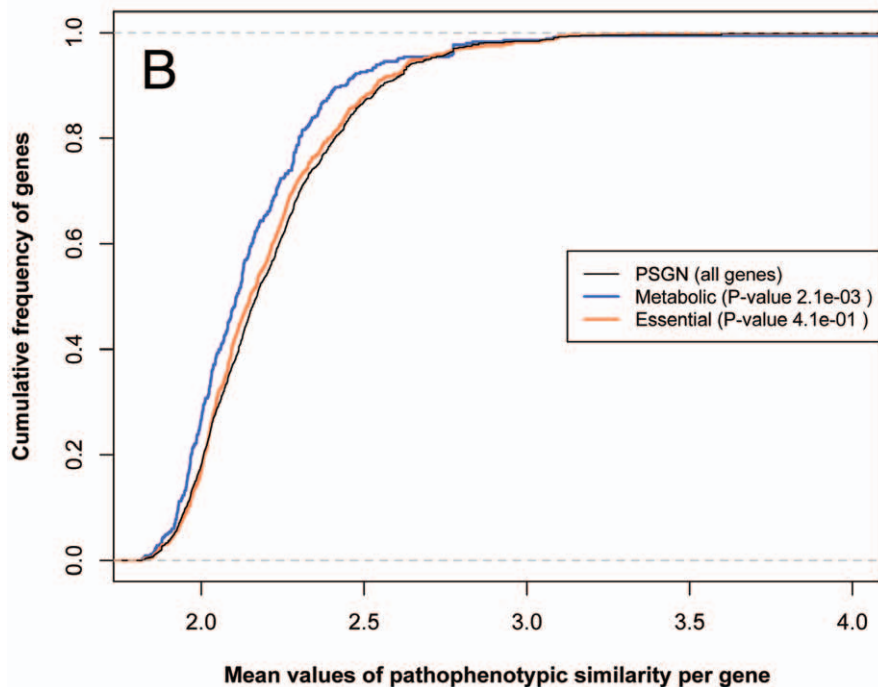 B
Cumulative frequency of genes
1.0
0.8
0.6
0.4
0.2
0.0
PSGN (all genes)
Metabolic (P-value 2.1e-03 )
Essential (P-value 4.1e-01 )
2.0 2.5 3.0 3.5 4.0
Mean values of pathophenotypic similarity per gene